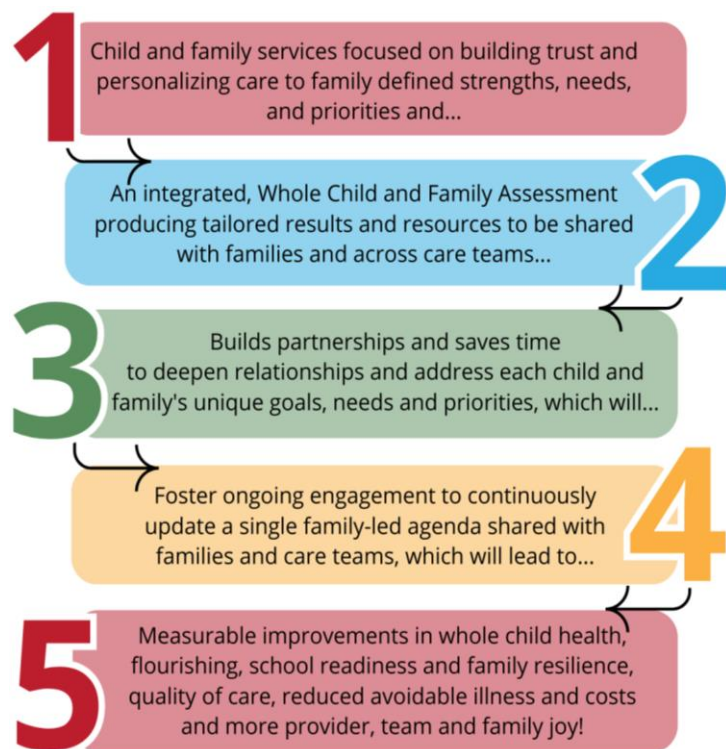 1
Child and family services focused on building trust and
personalizing care to family defined strengths, needs,
and priorities and...
2
An integrated, Whole Child and Family Assessment
producing tailored results and resources to be shared
with families and across care teams...
3
Builds partnerships and saves time
to deepen relationships and address each child and
family's unique goals, needs and priorities, which will...
4
Foster ongoing engagement to continuously
update a single family-led agenda shared with
families and care teams, which will lead to...
5
Measurable improvements in whole child health,
flourishing, school readiness and family resilience,
quality of care, reduced avoidable illness and costs
and more provider, team and family joy!